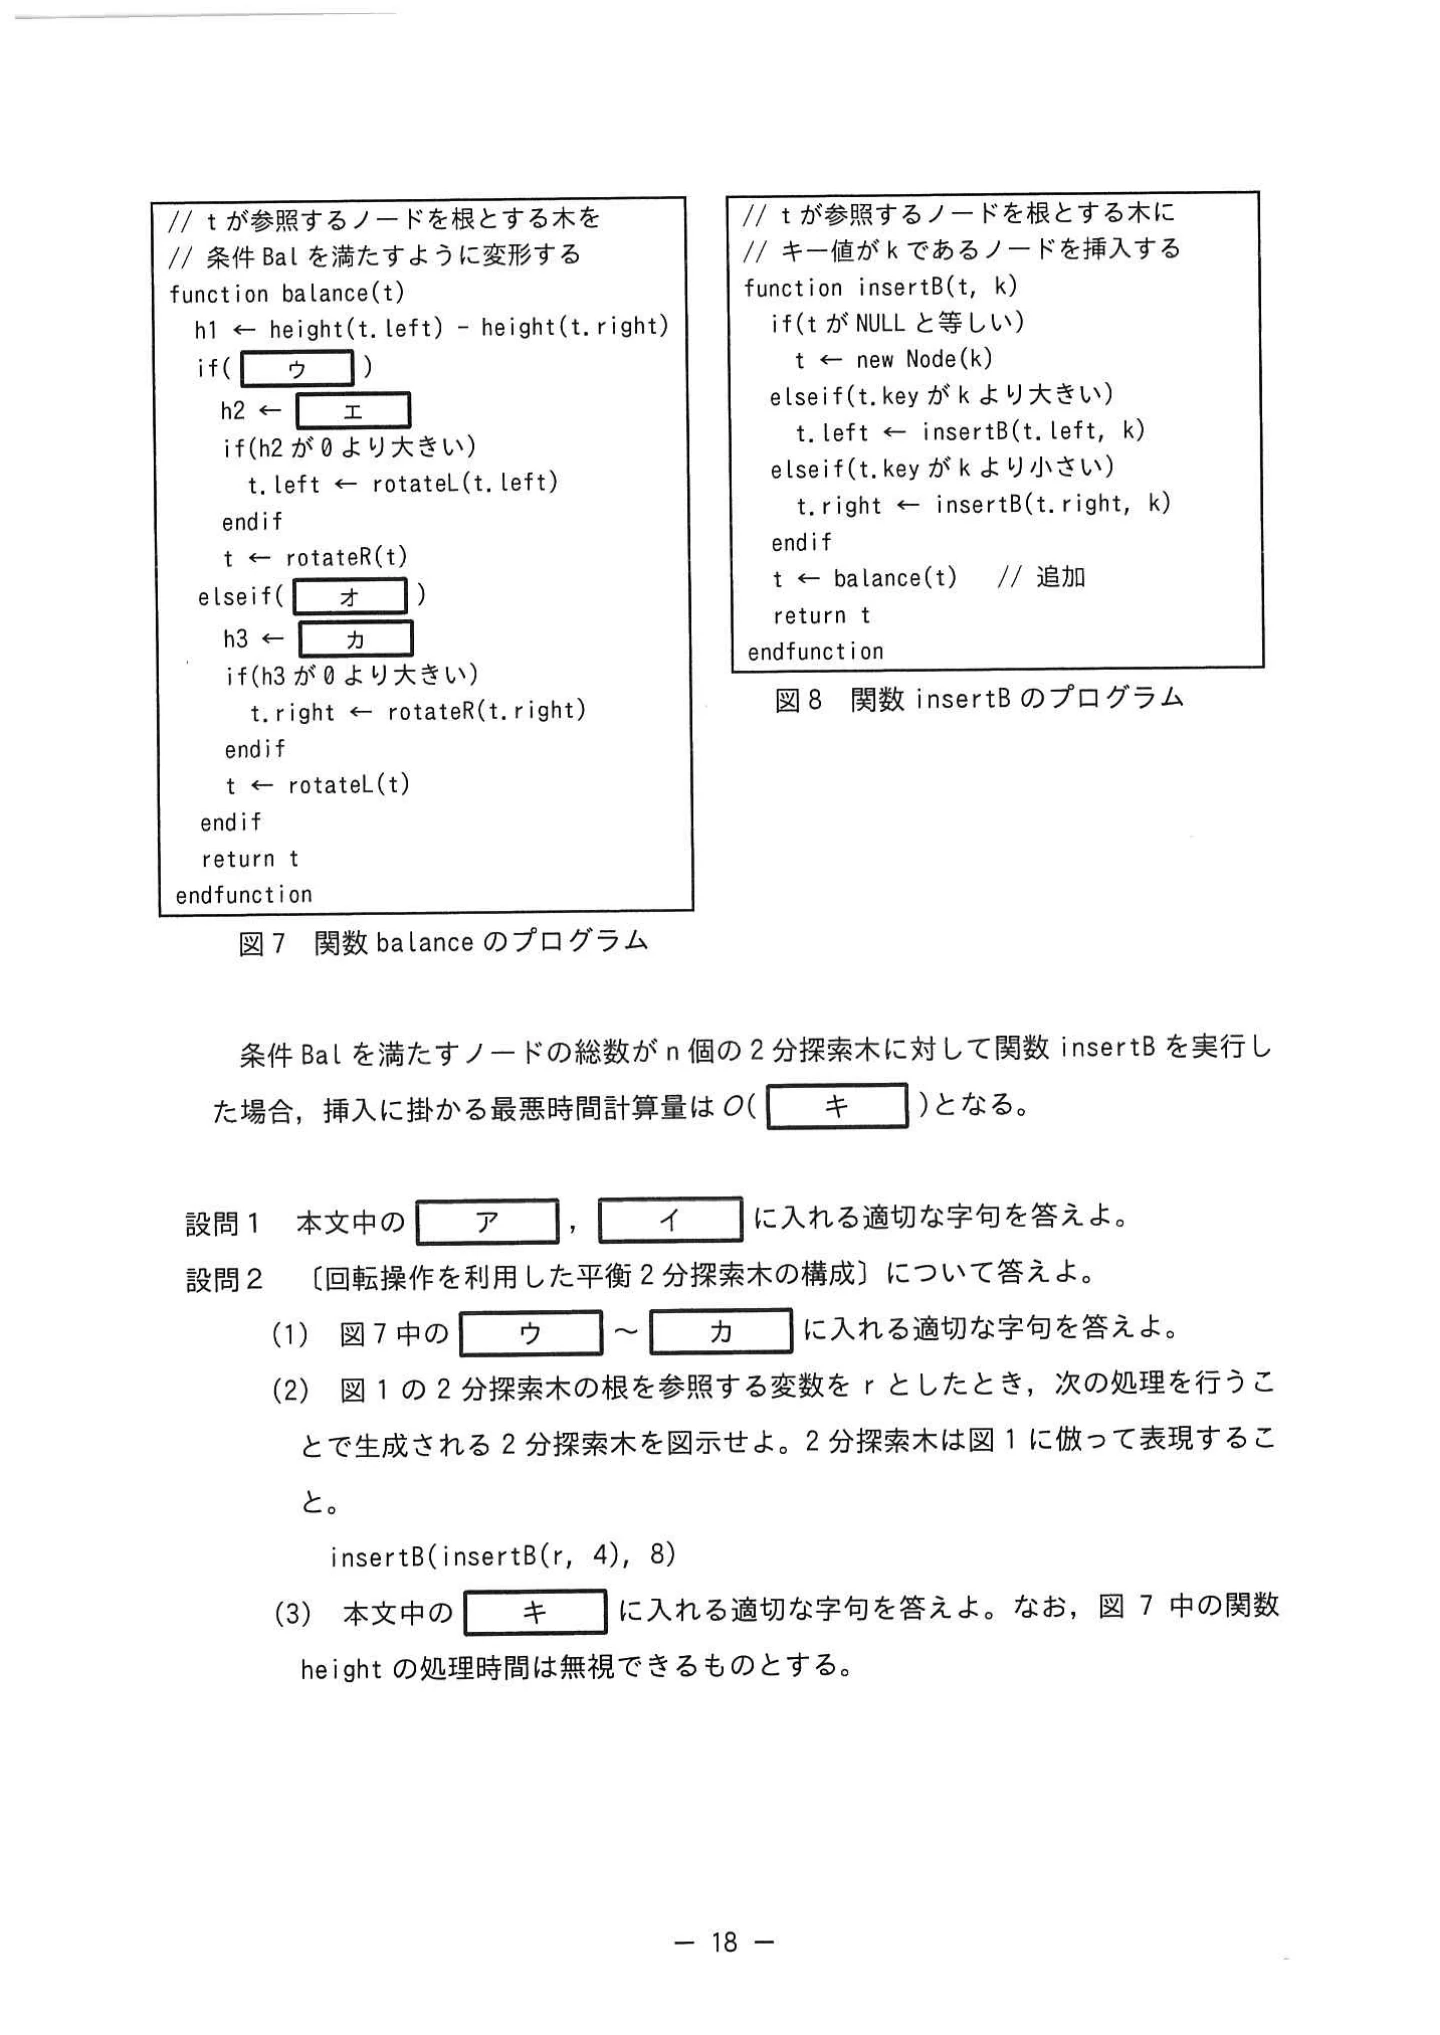 // t が参照するノードを根とする木を
// 条件 Bal を満たすように変形する
function balance(t)
h1 ← height(t.left) - height(t.right)
if( ウ )
h2 ← エ
if(h2 が 0 より大きい)
t.left ← rotateL(t.left)
endif
t ← rotateR(t)
elseif( オ )
h3 ← カ
if(h3 が 0 より大きい)
t.right ← rotateR(t.right)
endif
t ← rotateL(t)
endif
return t
endfunction
図7 関数 balance のプログラム
// t が参照するノードを根とする木に
// キー値が k であるノードを挿入する
function insertB(t, k)
if(t が NULL と等しい)
t ← new Node(k)
elseif(t.key が k より大きい)
t.left ← insertB(t.left, k)
elseif(t.key が k より小さい)
t.right ← insertB(t.right, k)
endif
t ← balance(t) // 追加
return t
endfunction
図8 関数 insertB のプログラム
条件 Bal を満たすノードの総数が n 個の 2 分探索木に対して関数 insertB を実行し
た場合，挿入に掛かる最悪時間計算量は O( キ )となる。
設問1 本文中の ア ， イ に入れる適切な字句を答えよ。
設問2 〔回転操作を利用した平衡 2 分探索木の構成〕について答えよ。
(1) 図 7 中の ウ ～ カ に入れる適切な字句を答えよ。
(2) 図 1 の 2 分探索木の根を参照する変数を r としたとき，次の処理を行うこ
とで生成される 2 分探索木を図示せよ。2 分探索木は図 1 に倣って表現するこ
と。
insertB(insertB(r, 4), 8)
(3) 本文中の キ に入れる適切な字句を答えよ。なお，図 7 中の関数
height の処理時間は無視できるものとする。
－ 18 －